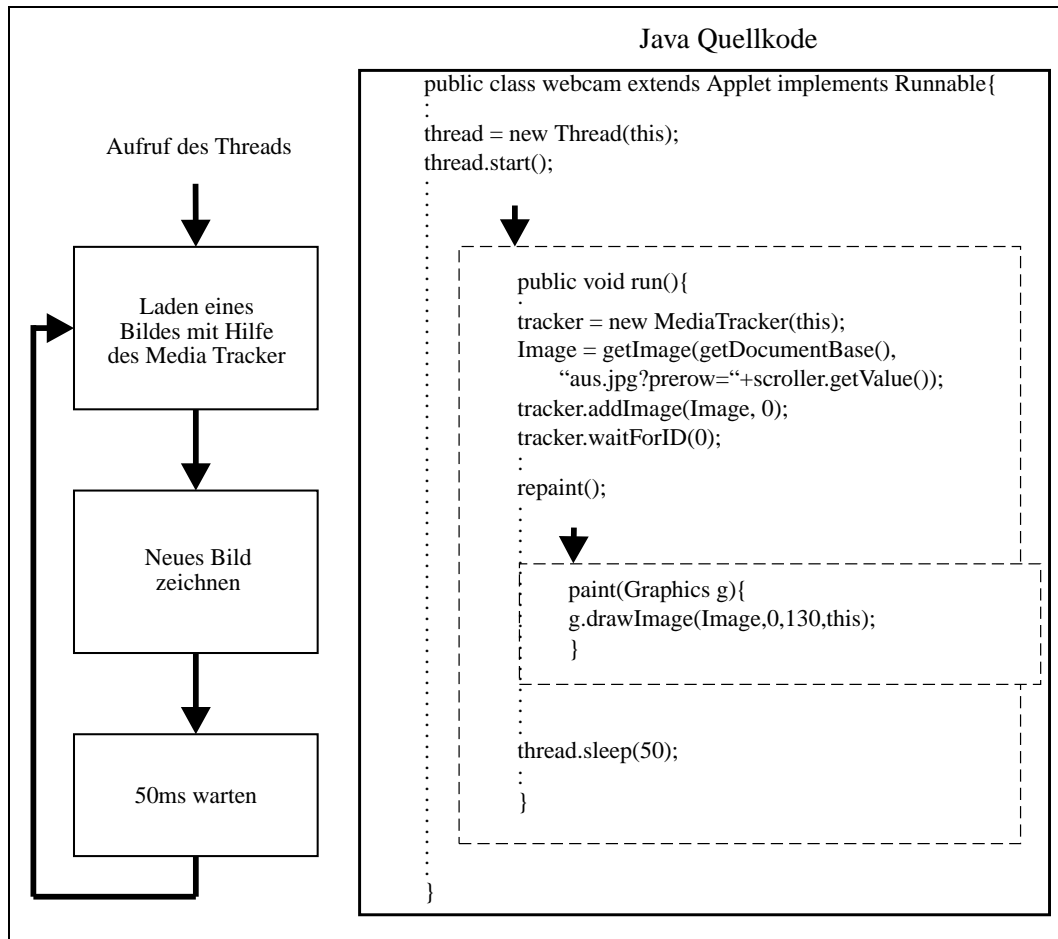 Java Quellkode
Aufruf des Threads
Laden eines
Bildes mit Hilfe
des Media Tracker
Neues Bild
zeichnen
50ms warten
public class webcam extends Applet implements Runnable{
thread = new Thread(this);
thread.start();
public void run(){
tracker = new MediaTracker(this);
Image = getImage(getDocumentBase(),
“aus.jpg?prerow=“+scroller.getValue());
tracker.addImage(Image, 0);
tracker.waitForID(0);
repaint();
paint(Graphics g){
g.drawImage(Image,0,130,this);
}
thread.sleep(50);
}
}